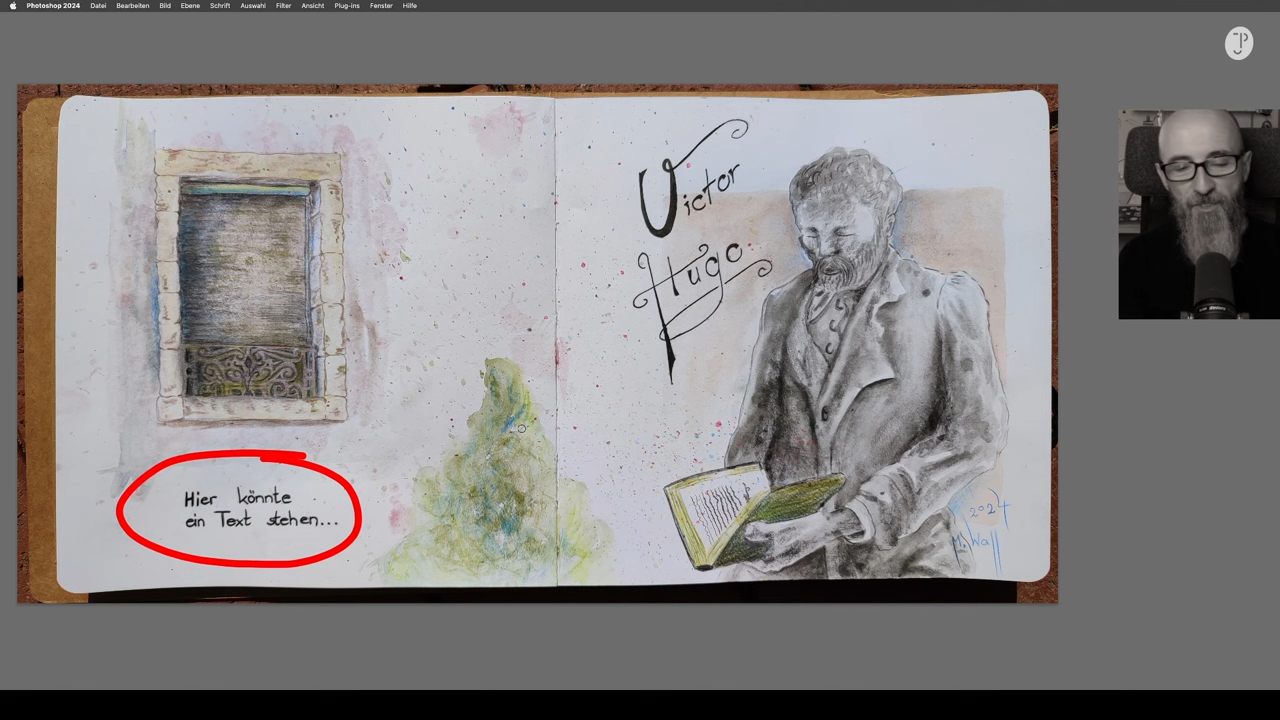 Photoshop 2024 Datei Bearbeiten Bild Ebene Schrift Auswahl Filter Ansicht Plug-ins Fenster Hilfe
Victor
Hugo
Hier könnte
ein Text stehen...
2024
M. Wall